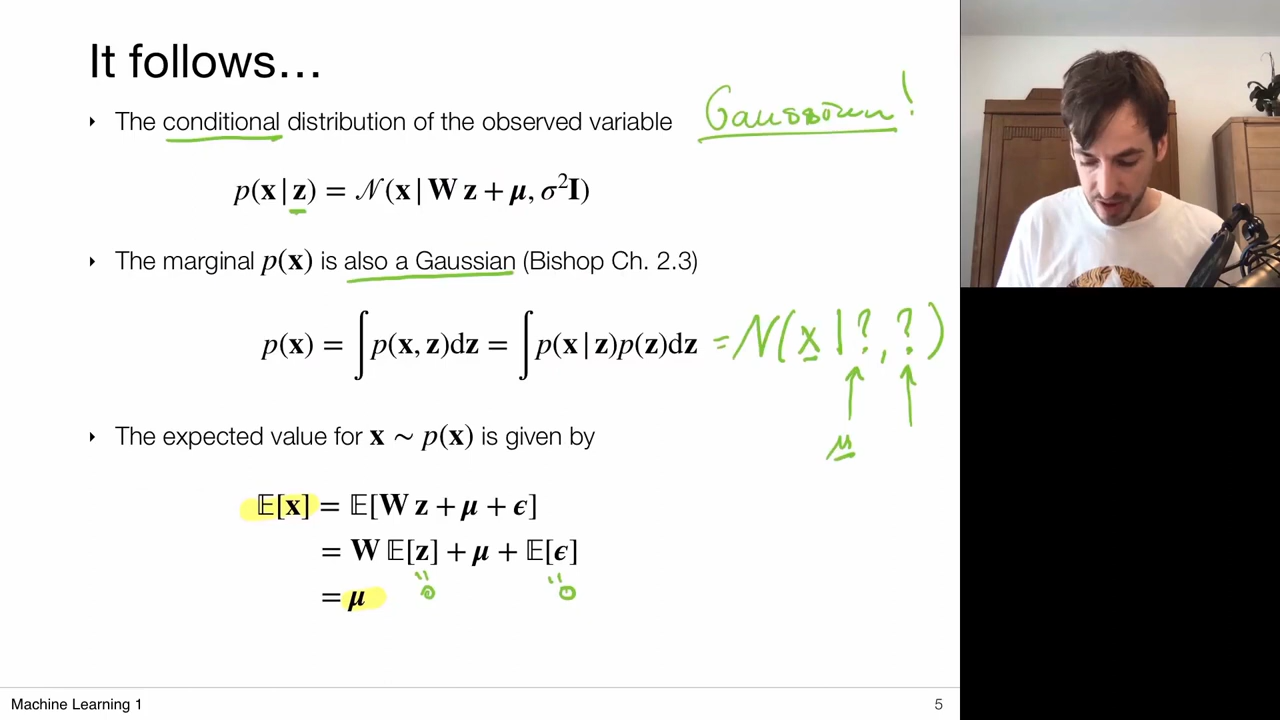 It follows…
‣ The conditional distribution of the observed variable Gaussian!
p(x|z) = 𝒩(x|W z + μ, σ²I)
‣ The marginal p(x) is also a Gaussian (Bishop Ch. 2.3)
p(x) = ∫p(x, z)dz = ∫p(x|z)p(z)dz = N(x|?, ?)
μ
‣ The expected value for x ∼ p(x) is given by
𝔼[x] = 𝔼[W z + μ + ϵ]
= W 𝔼[z] + μ + 𝔼[ϵ]
= μ
0 0
Machine Learning 1 5